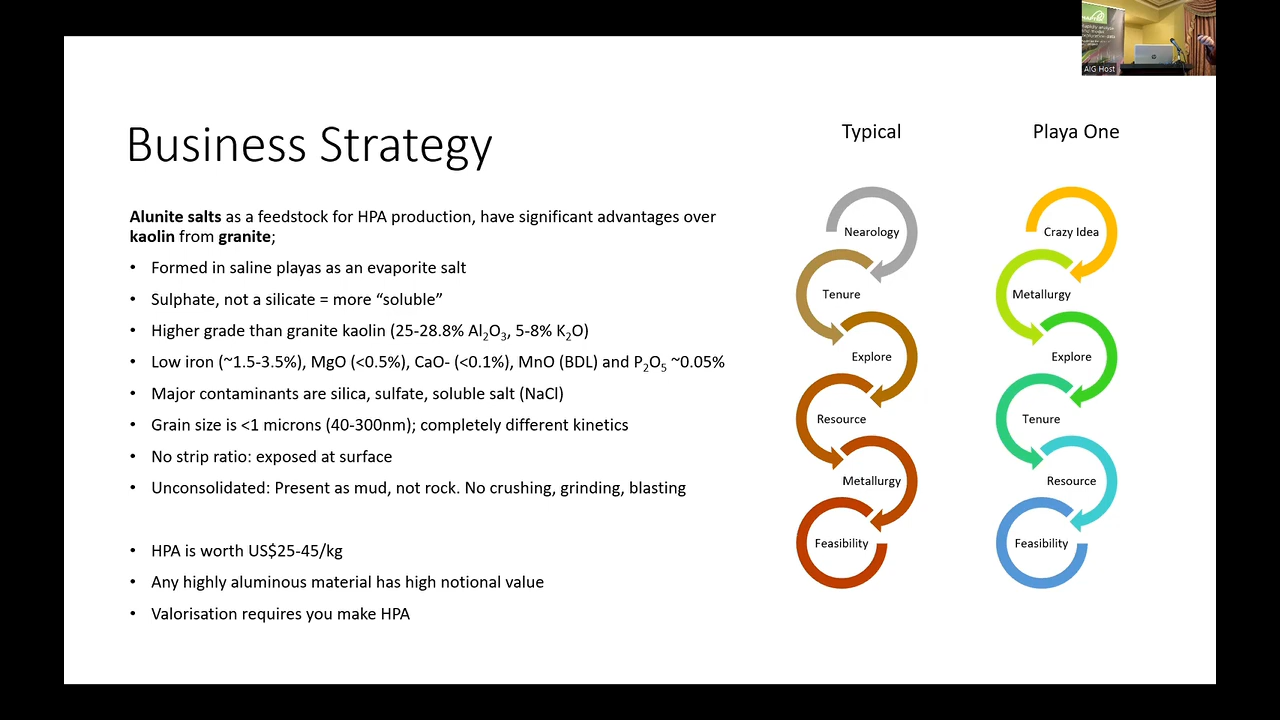 AIG Host
Business Strategy
Alunite salts as a feedstock for HPA production, have significant advantages over
kaolin from granite;
• Formed in saline playas as an evaporite salt
• Sulphate, not a silicate = more “soluble”
• Higher grade than granite kaolin (25-28.8% Al₂O₃, 5-8% K₂O)
• Low iron (~1.5-3.5%), MgO (<0.5%), CaO- (<0.1%), MnO (BDL) and P₂O₅ ~0.05%
• Major contaminants are silica, sulfate, soluble salt (NaCl)
• Grain size is <1 microns (40-300nm); completely different kinetics
• No strip ratio: exposed at surface
• Unconsolidated: Present as mud, not rock. No crushing, grinding, blasting
• HPA is worth US$25-45/kg
• Any highly aluminous material has high notional value
• Valorisation requires you make HPA
Typical
Nearology
Tenure
Explore
Resource
Metallurgy
Feasibility
Playa One
Crazy Idea
Metallurgy
Explore
Tenure
Resource
Feasibility